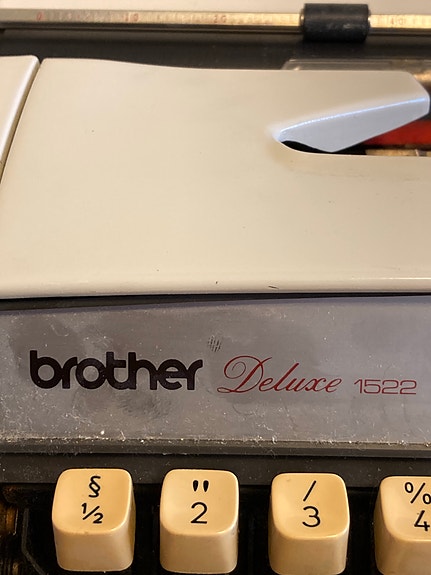 brother Deluxe 1522
§ " / %
½ 2 3 4